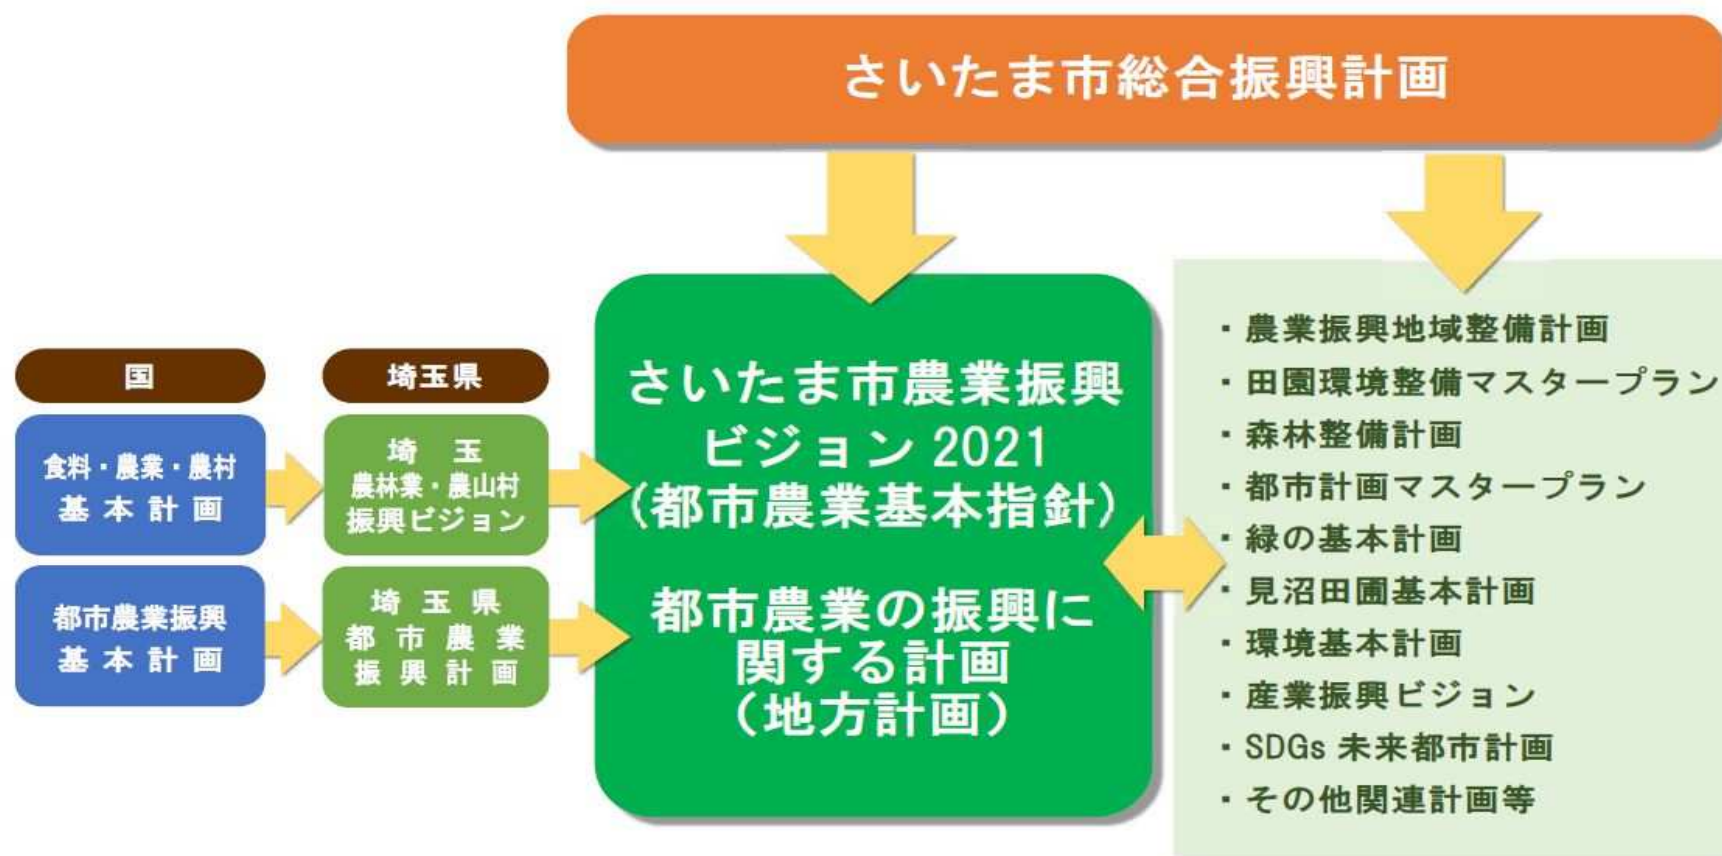 さいたま市総合振興計画
国
食料・農業・農村
基本計画
都市農業振興
基本計画
埼玉県
埼玉
農林業・農山村
振興ビジョン
埼玉県
都市農業
振興計画
さいたま市農業振興
ビジョン 2021
(都市農業基本指針)
都市農業の振興に
関する計画
(地方計画)
・農業振興地域整備計画
・田園環境整備マスタープラン
・森林整備計画
・都市計画マスタープラン
・緑の基本計画
・見沼田圃基本計画
・環境基本計画
・産業振興ビジョン
・SDGs 未来都市計画
・その他関連計画等